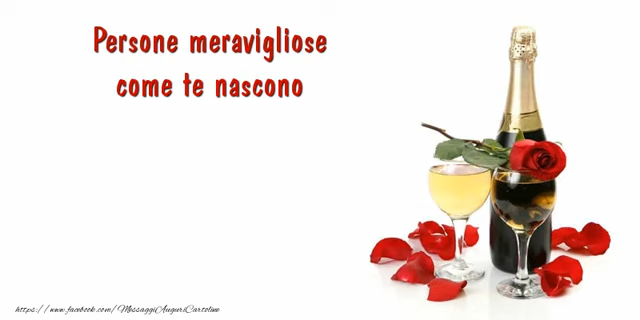 Persone meravigliose
come te nascono
https://www.facebook.com/MessaggiAuguriCartoline